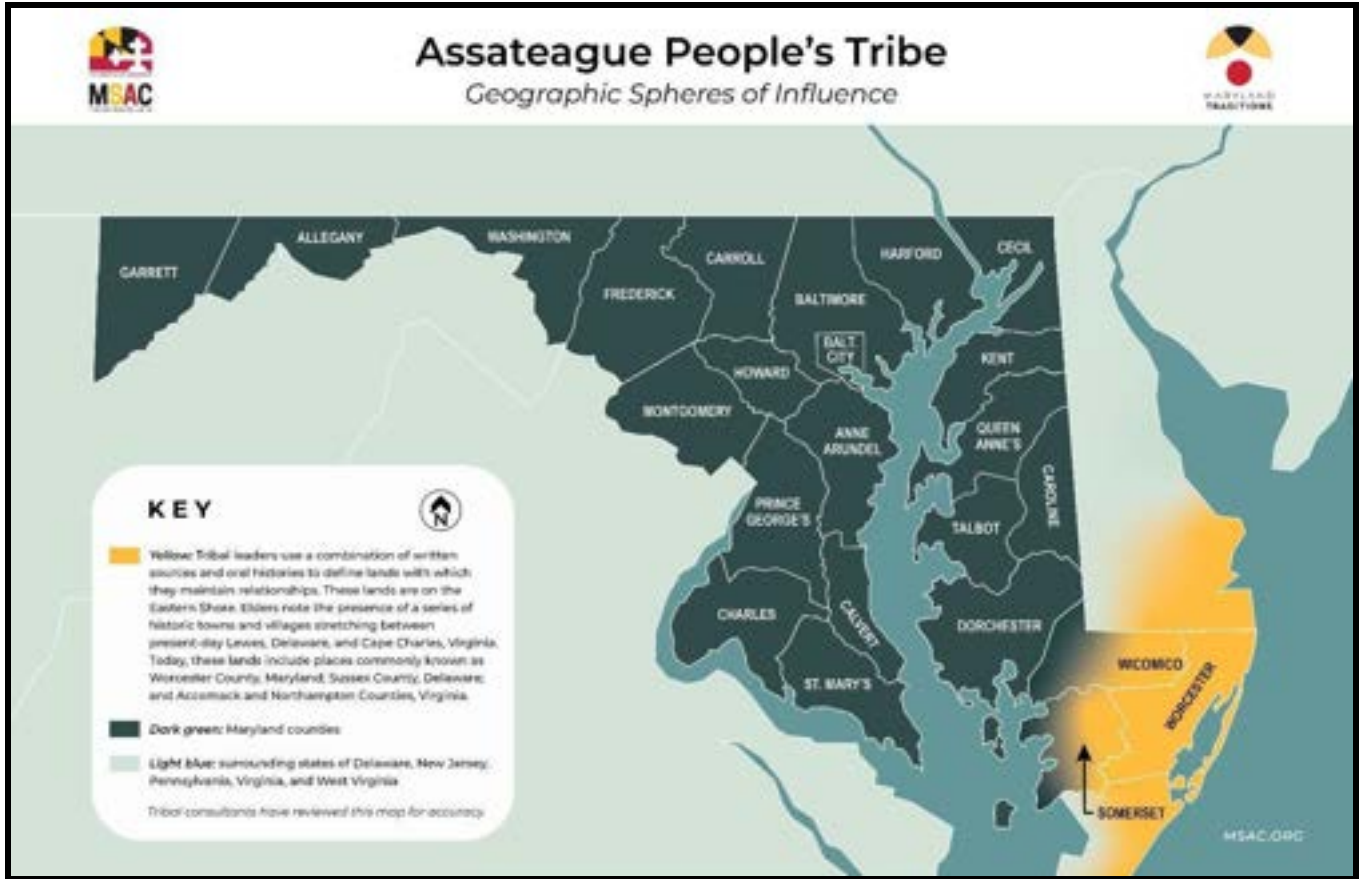 MSAC
Assateague People's Tribe
Geographic Spheres of Influence
MARYLAND
TRADITIONS
GARRETT
ALLEGANY
WASHINGTON
FREDERICK
CARROLL
BALTIMORE
HARFORD
CECIL
BALT.
CITY
HOWARD
KENT
MONTGOMERY
ANNE
ARUNDEL
QUEEN
ANNE'S
CAROLINE
PRINCE
GEORGE'S
TALBOT
CHARLES
CALVERT
DORCHESTER
ST. MARY'S
WICOMICO
WORCESTER
SOMERSET
KEY
N
Yellow: Tribal leaders use a combination of written
sources and oral histories to define lands with which
they maintain relationships. These lands are on the
Eastern Shore. Elders note the presence of a series of
historic towns and villages stretching between
present-day Lewes, Delaware, and Cape Charles, Virginia.
Today, these lands include places commonly known as
Worcester County, Maryland; Sussex County, Delaware;
and Accomack and Northampton Counties, Virginia.
Dark green: Maryland counties
Light blue: surrounding states of Delaware, New Jersey,
Pennsylvania, Virginia, and West Virginia
Tribal consultants have reviewed this map for accuracy.
MSAC.ORG